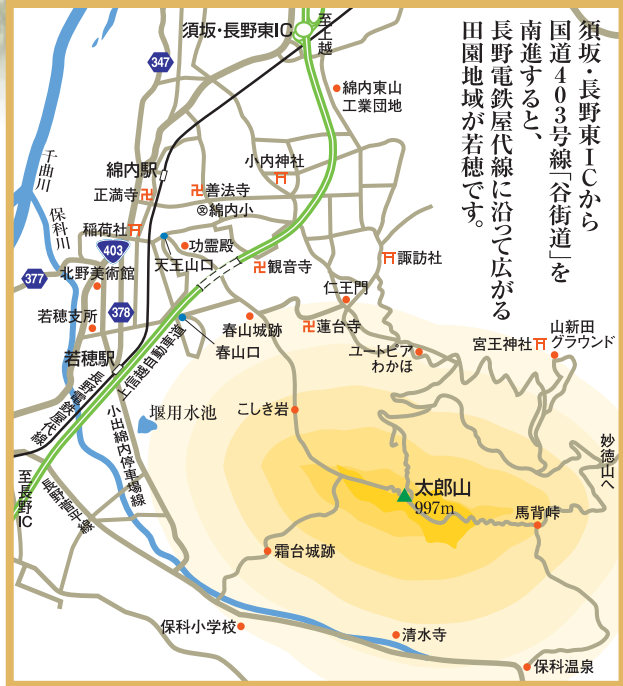 須坂・長野東ICから
国道403号線「谷街道」を
南進すると、
長野電鉄屋代線に沿って広がる
田園地域が若穂です。
須坂・長野東IC
至上越
347
綿内東山
工業団地
千曲川
保科川
綿内駅
小内神社
正満寺
善法寺
文綿内小
稲荷社
403
功霊殿
天王山口
観音寺
諏訪社
377
北野美術館
仁王門
378
若穂支所
春山城跡
蓮台寺
山新田
グラウンド
宮王神社
春山口
ユートピア
わかほ
若穂駅
上信越自動車道
長野電鉄屋代線
こしき岩
堰用水池
小出綿内停車場線
妙徳山へ
至長野IC
長野菅平線
太郎山
997m
馬背峠
霜台城跡
保科小学校
清水寺
保科温泉